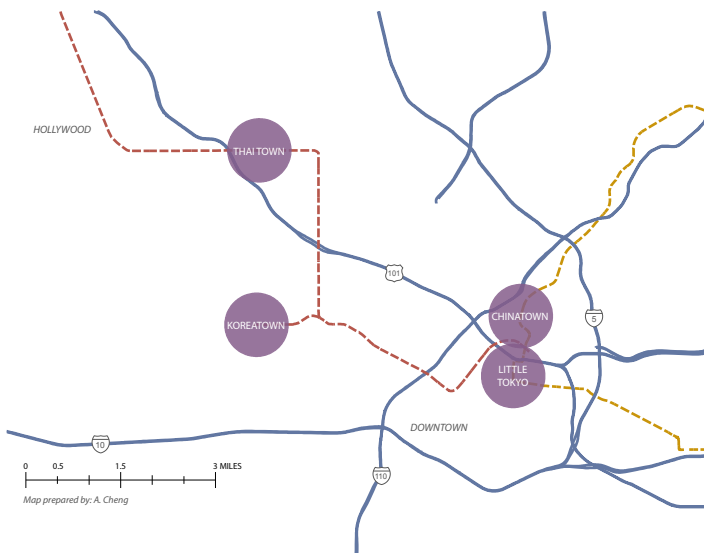 HOLLYWOOD
THAI TOWN
101
CHINATOWN
KOREATOWN
5
LITTLE
TOKYO
DOWNTOWN
10
0 0.5 1.5 3 MILES
110
Map prepared by: A. Cheng